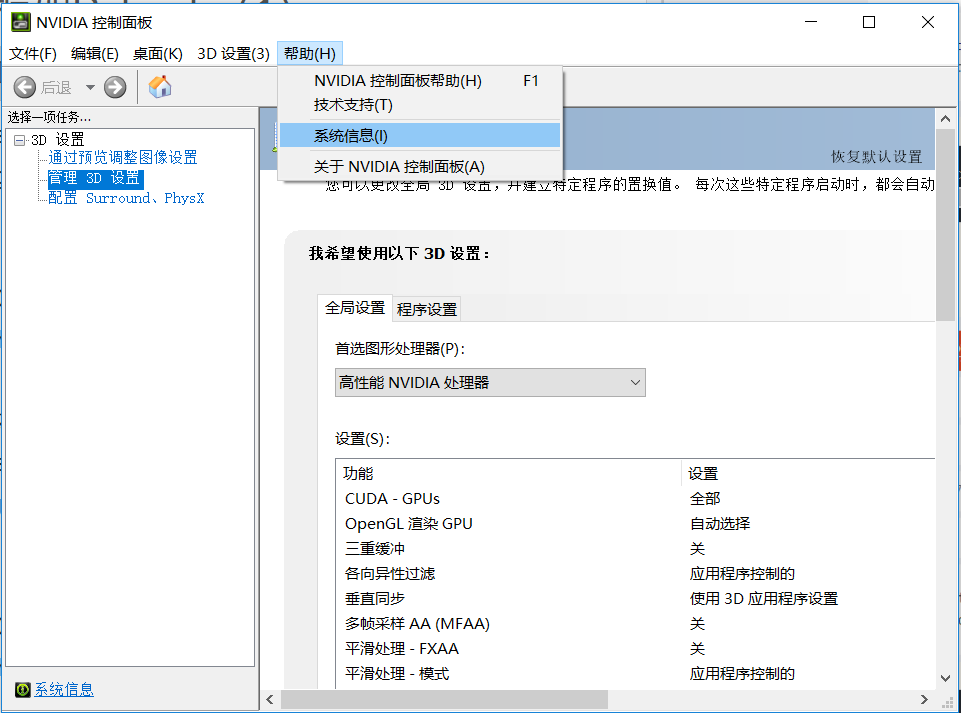 NVIDIA 控制面板
文件(F) 编辑(E) 桌面(K) 3D 设置(3) 帮助(H)
后退
NVIDIA 控制面板帮助(H) F1
技术支持(T)
系统信息(I)
关于 NVIDIA 控制面板(A)
选择一项任务...
3D 设置
通过预览调整图像设置
管理 3D 设置
配置 Surround、PhysX
系统信息
恢复默认设置
您可以更改全局 3D 设置，并建立特定程序的置换值。 每次这些特定程序启动时，都会自动
我希望使用以下 3D 设置：
全局设置 程序设置
首选图形处理器(P):
高性能 NVIDIA 处理器
设置(S):
功能 设置
CUDA - GPUs 全部
OpenGL 渲染 GPU 自动选择
三重缓冲 关
各向异性过滤 应用程序控制的
垂直同步 使用 3D 应用程序设置
多帧采样 AA (MFAA) 关
平滑处理 - FXAA 关
平滑处理 - 模式 应用程序控制的